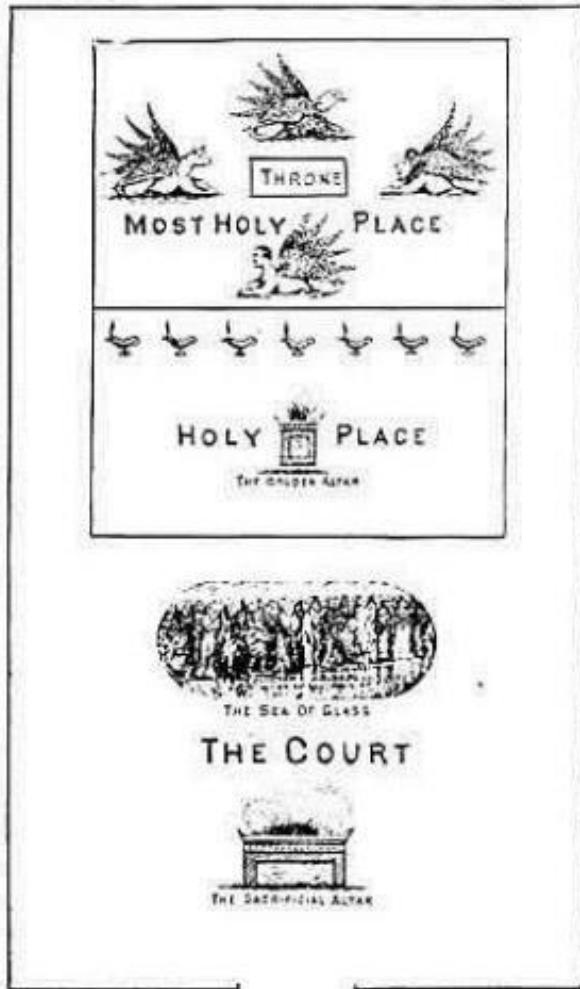 THRONE
MOST HOLY PLACE
HOLY PLACE
THE GOLDEN ALTAR
THE SEA OF GLASS
THE COURT
THE SACRIFICIAL ALTAR